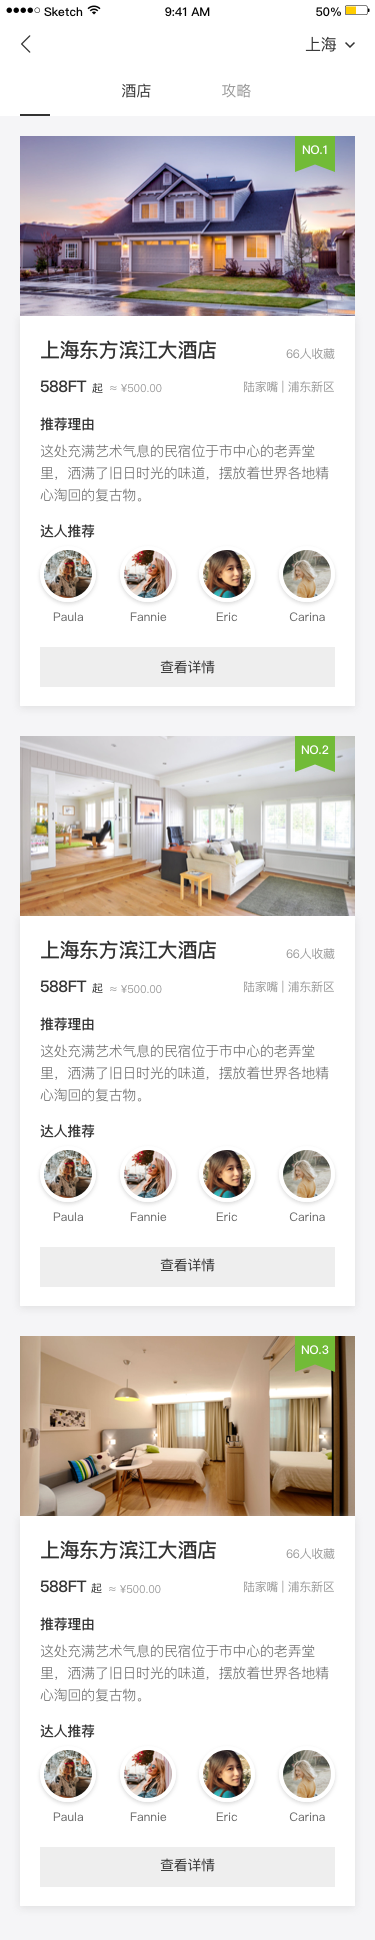 Sketch
9:41 AM
50%
上海
酒店
攻略
NO.1
上海东方滨江大酒店
66人收藏
588FT 起 ≈ ¥500.00
陆家嘴 | 浦东新区
推荐理由
这处充满艺术气息的民宿位于市中心的老弄堂
里，洒满了旧日时光的味道，摆放着世界各地精
心淘回的复古物。
达人推荐
Paula
Fannie
Eric
Carina
查看详情
NO.2
上海东方滨江大酒店
66人收藏
588FT 起 ≈ ¥500.00
陆家嘴 | 浦东新区
推荐理由
这处充满艺术气息的民宿位于市中心的老弄堂
里，洒满了旧日时光的味道，摆放着世界各地精
心淘回的复古物。
达人推荐
Paula
Fannie
Eric
Carina
查看详情
NO.3
上海东方滨江大酒店
66人收藏
588FT 起 ≈ ¥500.00
陆家嘴 | 浦东新区
推荐理由
这处充满艺术气息的民宿位于市中心的老弄堂
里，洒满了旧日时光的味道，摆放着世界各地精
心淘回的复古物。
达人推荐
Paula
Fannie
Eric
Carina
查看详情